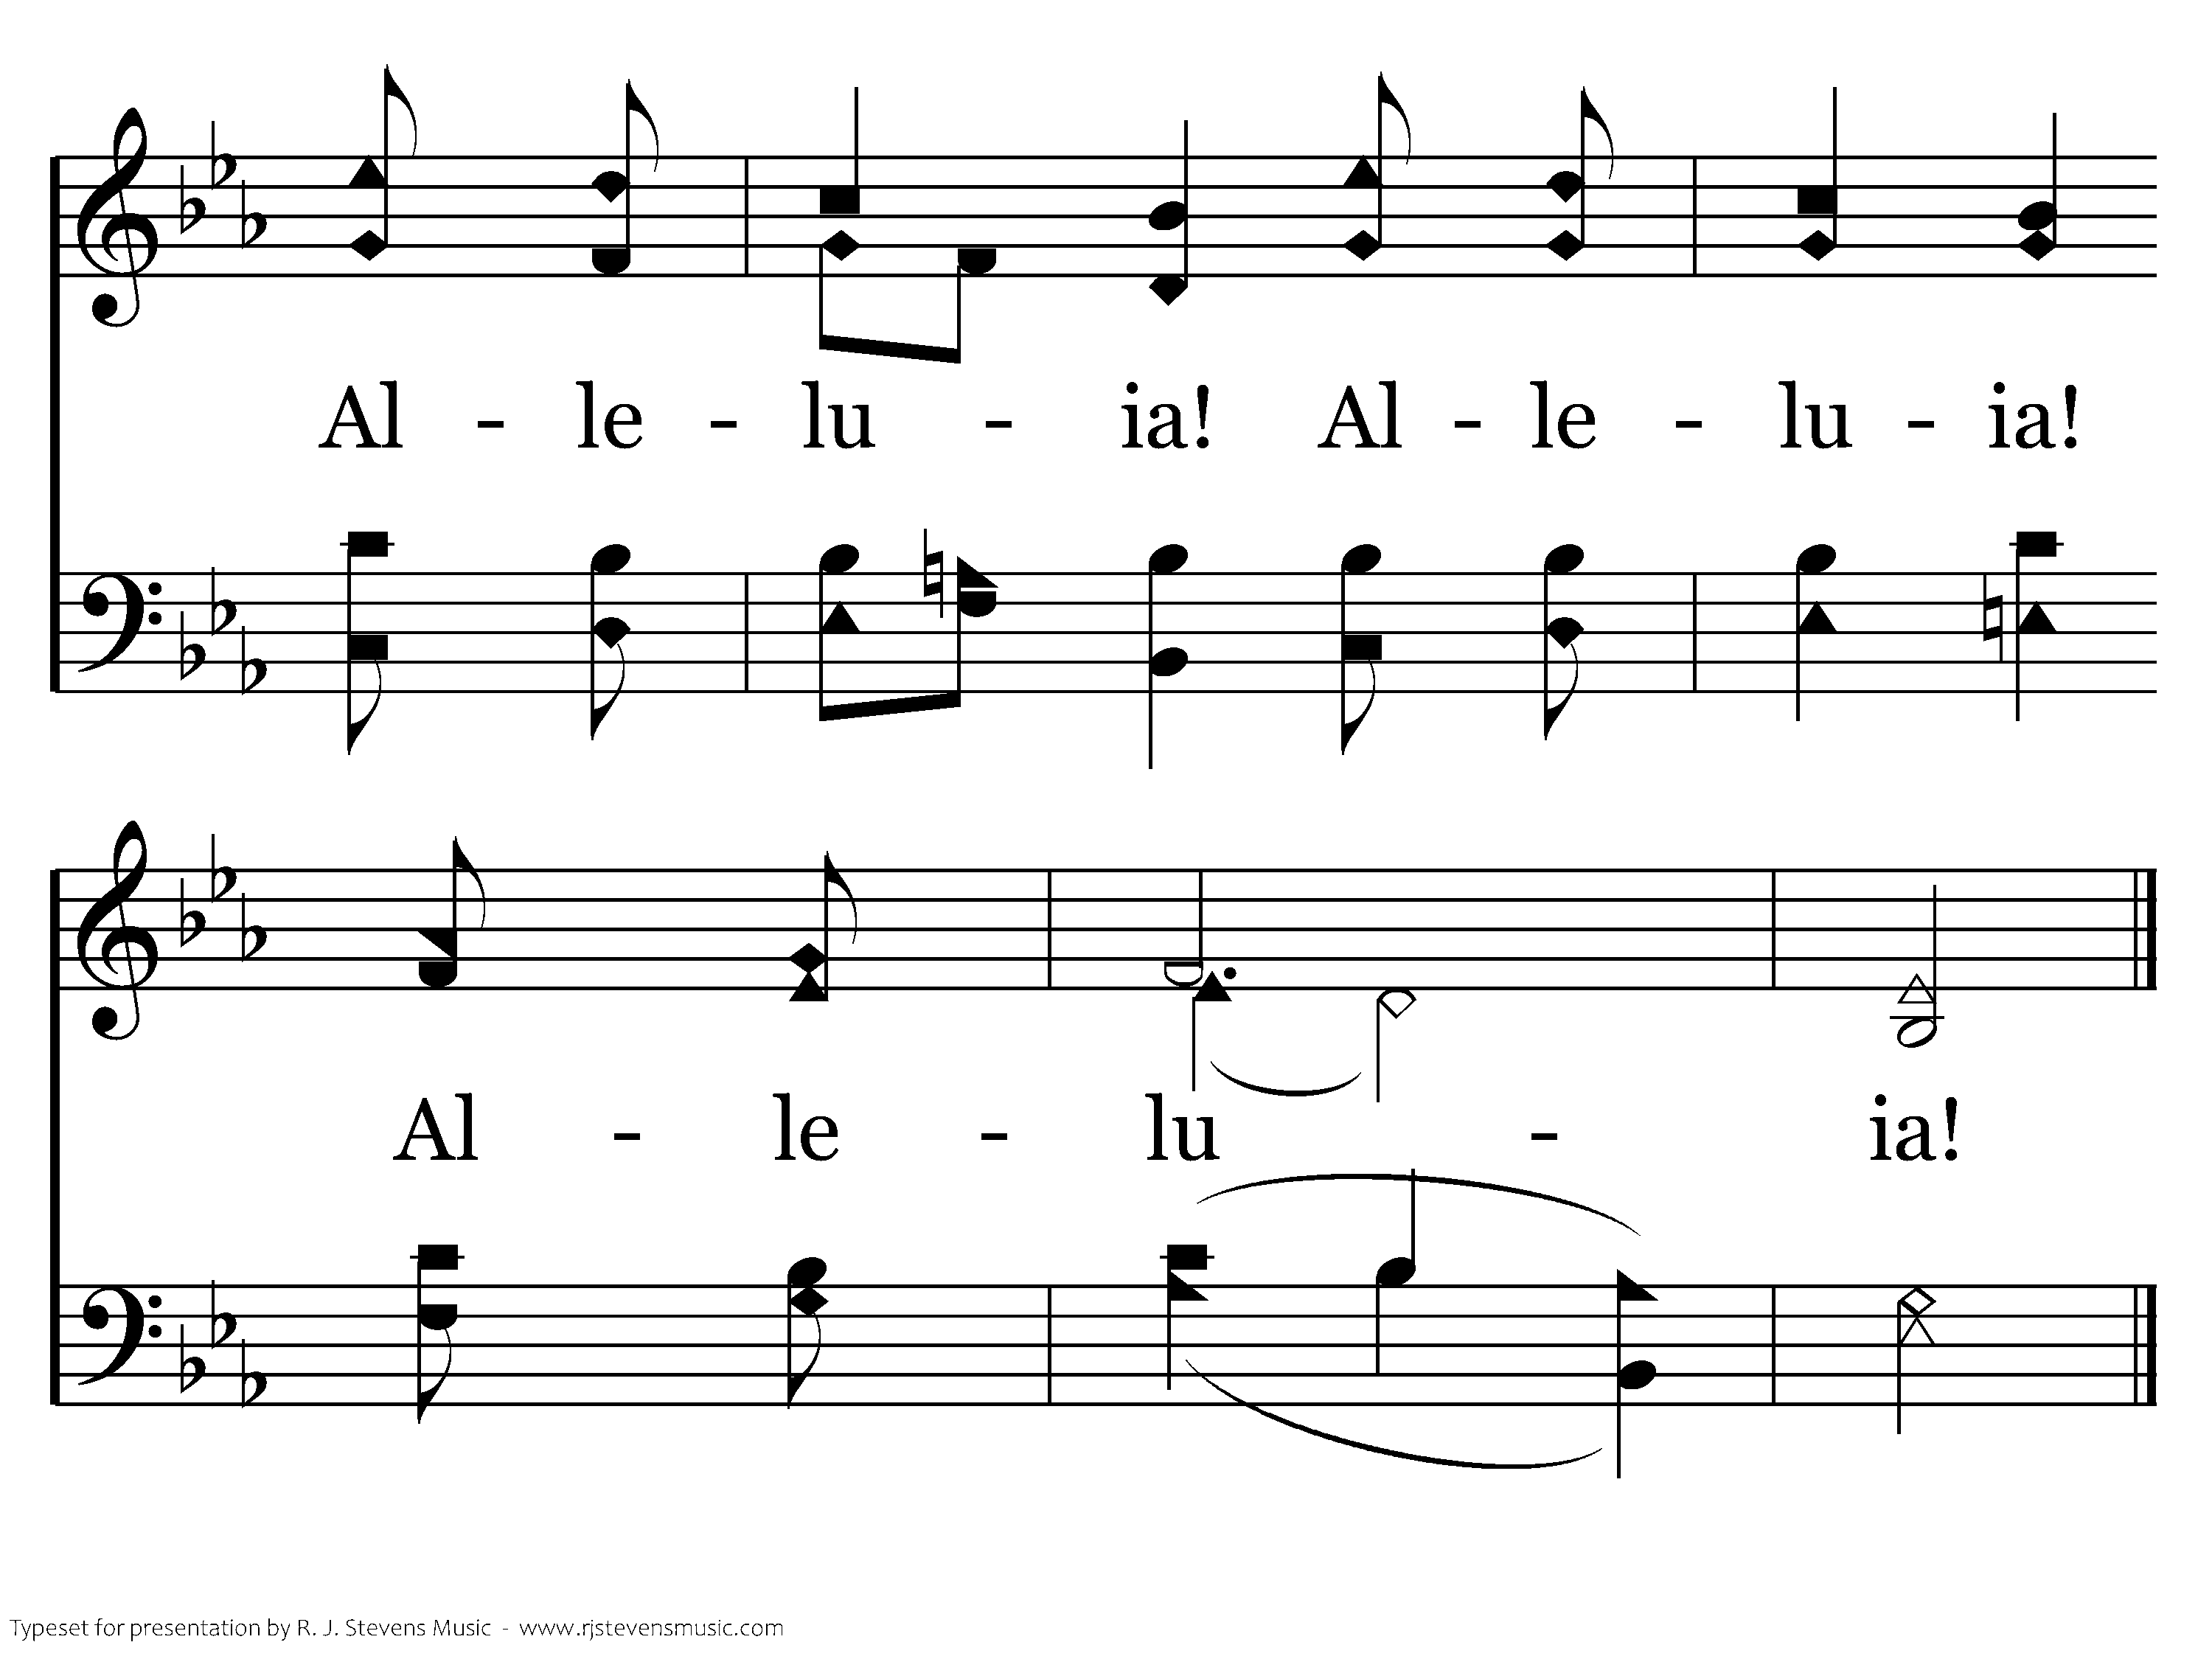 Al - le - lu - ia! Al - le - lu - ia!
Al - le - lu - ia!
Typeset for presentation by R. J. Stevens Music - www.rjstevensmusic.com